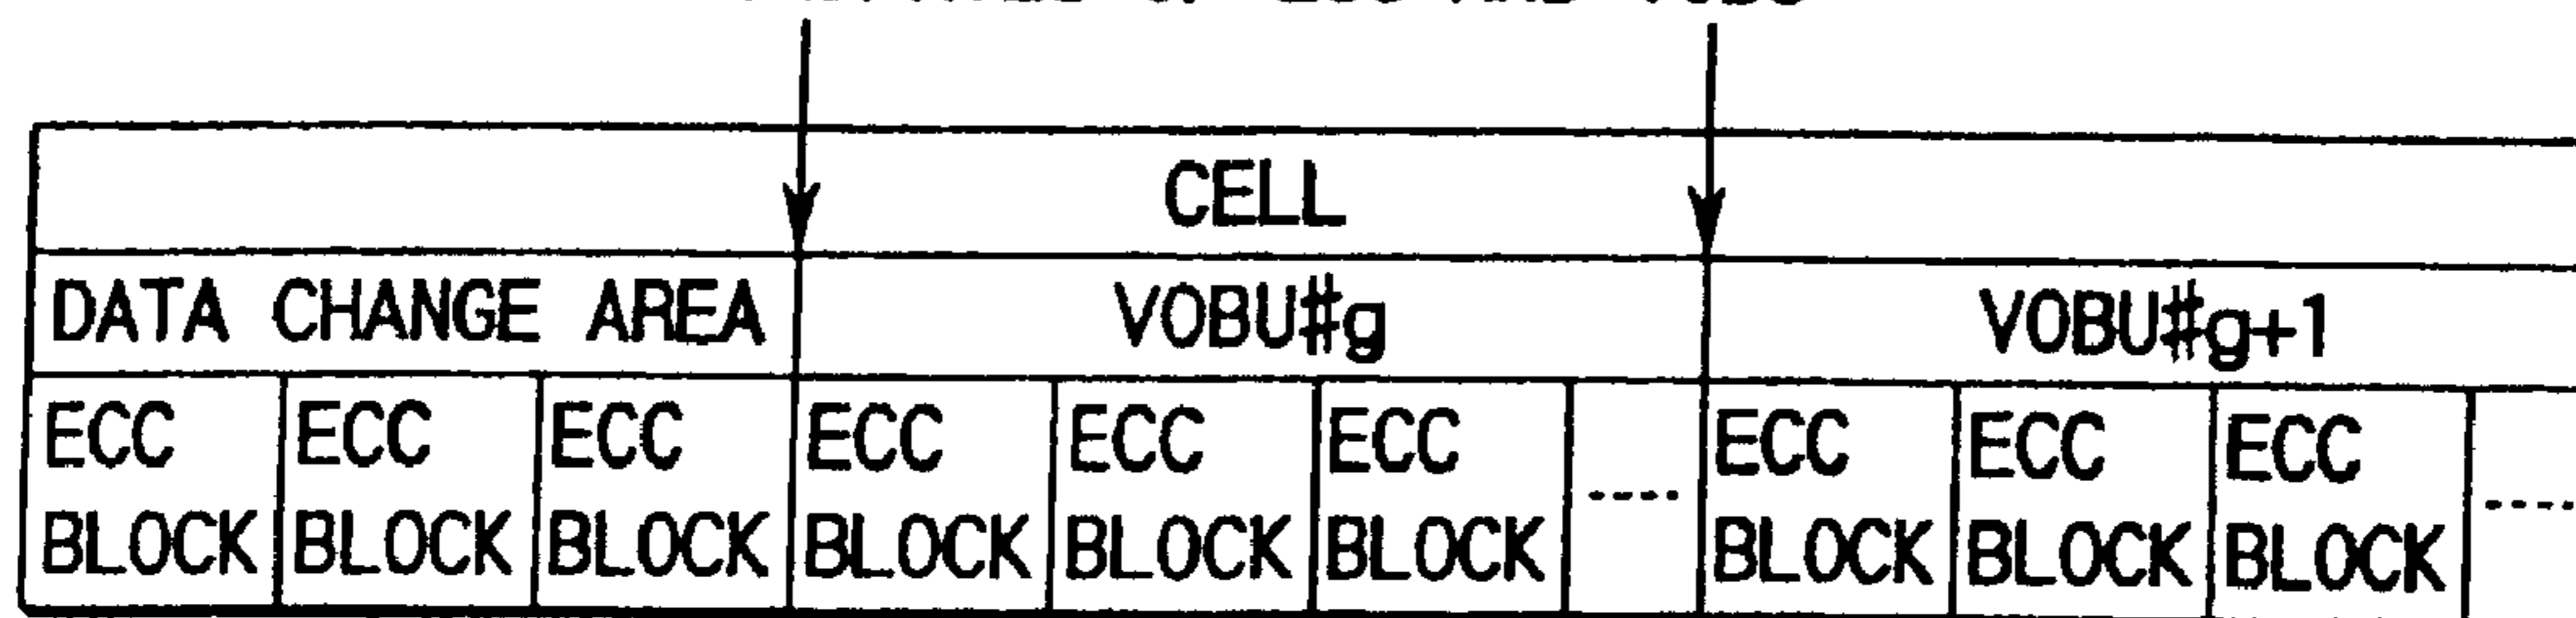 CELL
DATA CHANGE AREA VOBU#g VOBU#g+1
ECC ECC ECC ECC ECC ECC ECC ECC ECC
BLOCK BLOCK BLOCK BLOCK BLOCK BLOCK ---- BLOCK BLOCK BLOCK ----